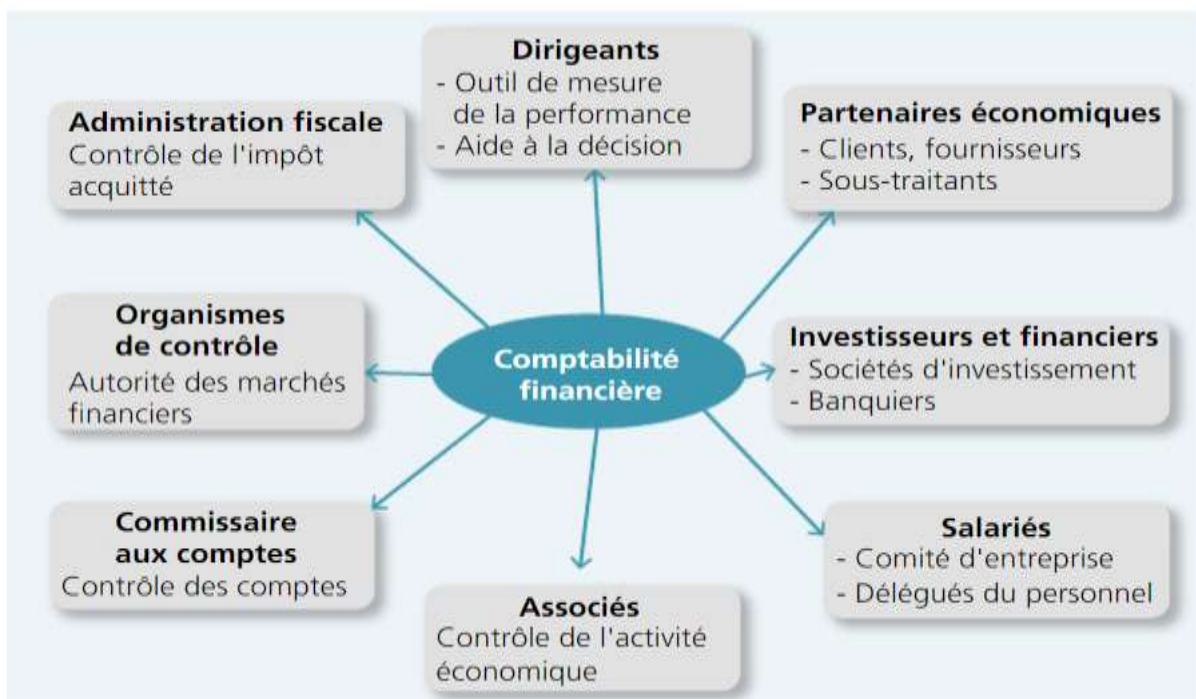 Dirigeants
- Outil de mesure
de la performance
- Aide à la décision
Administration fiscale
Contrôle de l'impôt
acquitté
Partenaires économiques
- Clients, fournisseurs
- Sous-traitants
Organismes
de contrôle
Autorité des marchés
financiers
Comptabilité
financière
Investisseurs et financiers
- Sociétés d'investissement
- Banquiers
Commissaire
aux comptes
Contrôle des comptes
Associés
Contrôle de l'activité
économique
Salariés
- Comité d'entreprise
- Délégués du personnel